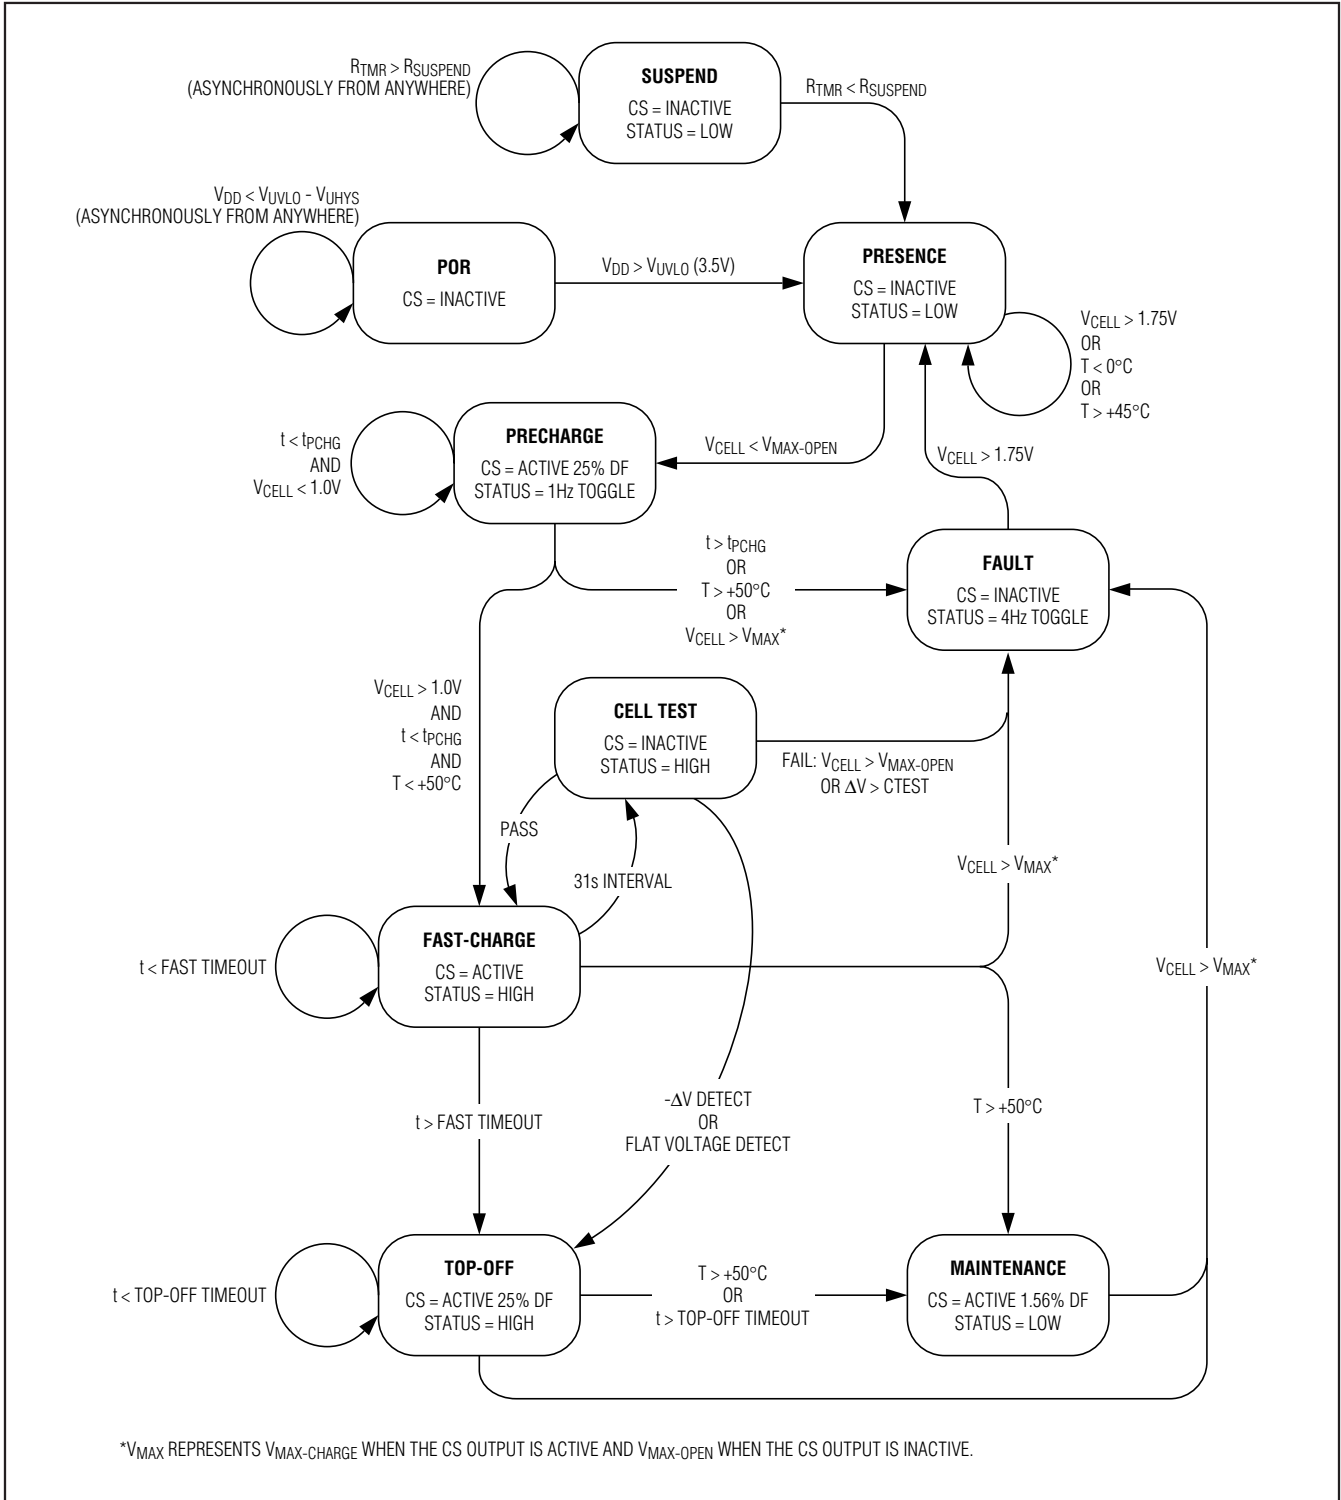 SUSPEND
CS = INACTIVE
STATUS = LOW
RTMR > RSUSPEND
(ASYNCHRONOUSLY FROM ANYWHERE)
RTMR < RSUSPEND
VDD < VUVLO - VUHYS
(ASYNCHRONOUSLY FROM ANYWHERE)
POR
CS = INACTIVE
VDD > VUVLO (3.5V)
PRESENCE
CS = INACTIVE
STATUS = LOW
VCELL > 1.75V
OR
T < 0°C
OR
T > +45°C
PRECHARGE
CS = ACTIVE 25% DF
STATUS = 1Hz TOGGLE
t < tPCHG
AND
VCELL < 1.0V
VCELL < VMAX-OPEN
VCELL > 1.75V
t > tPCHG
OR
T > +50°C
OR
VCELL > VMAX*
FAULT
CS = INACTIVE
STATUS = 4Hz TOGGLE
VCELL > 1.0V
AND
t < tPCHG
AND
T < +50°C
CELL TEST
CS = INACTIVE
STATUS = HIGH
FAIL: VCELL > VMAX-OPEN
OR ΔV > CTEST
PASS
31s INTERVAL
VCELL > VMAX*
FAST-CHARGE
CS = ACTIVE
STATUS = HIGH
t < FAST TIMEOUT
VCELL > VMAX*
t > FAST TIMEOUT
-ΔV DETECT
OR
FLAT VOLTAGE DETECT
T > +50°C
TOP-OFF
CS = ACTIVE 25% DF
STATUS = HIGH
t < TOP-OFF TIMEOUT
T > +50°C
OR
t > TOP-OFF TIMEOUT
MAINTENANCE
CS = ACTIVE 1.56% DF
STATUS = LOW
*VMAX REPRESENTS VMAX-CHARGE WHEN THE CS OUTPUT IS ACTIVE AND VMAX-OPEN WHEN THE CS OUTPUT IS INACTIVE.